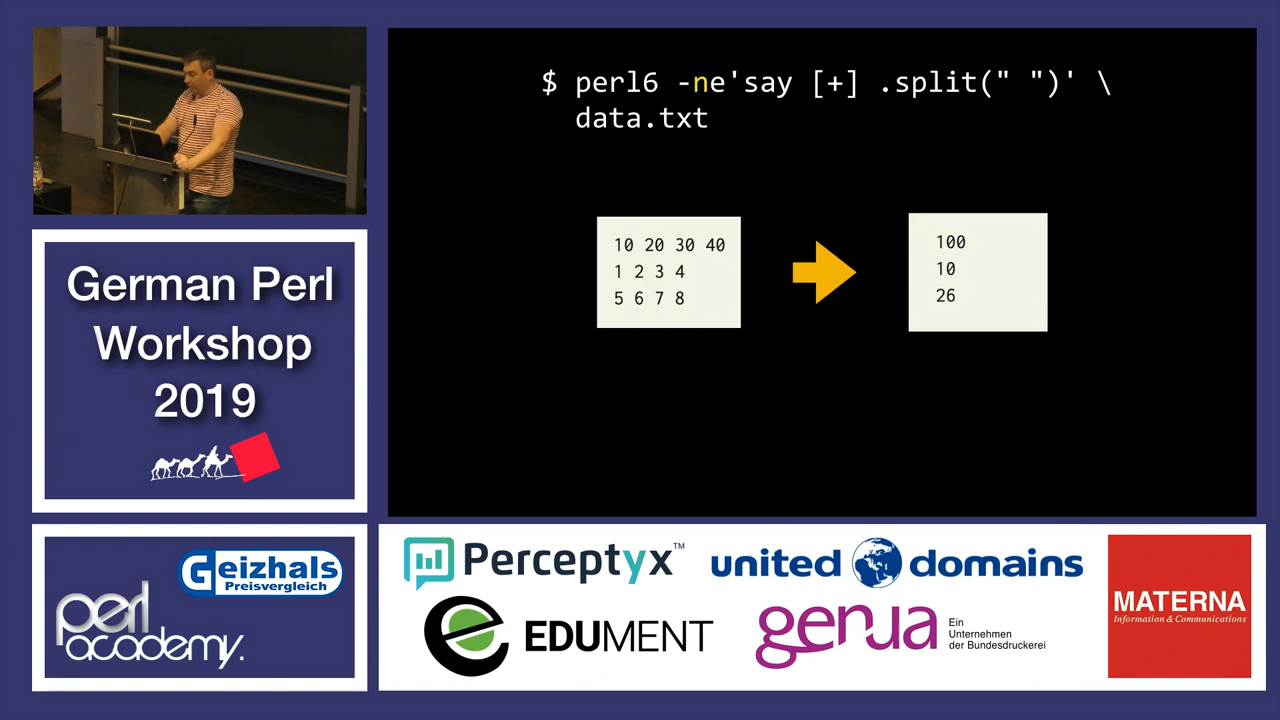 $ perl6 -ne'say [+] .split(" ")' \
data.txt
10 20 30 40
1 2 3 4
5 6 7 8
100
10
26
German Perl
Workshop
2019
Geizhals
Preisvergleich
perl
academy.
Perceptyx™
united domains
EDUMENT
genua
Ein
Unternehmen
der Bundesdruckerei
MATERNA
Information & Communications